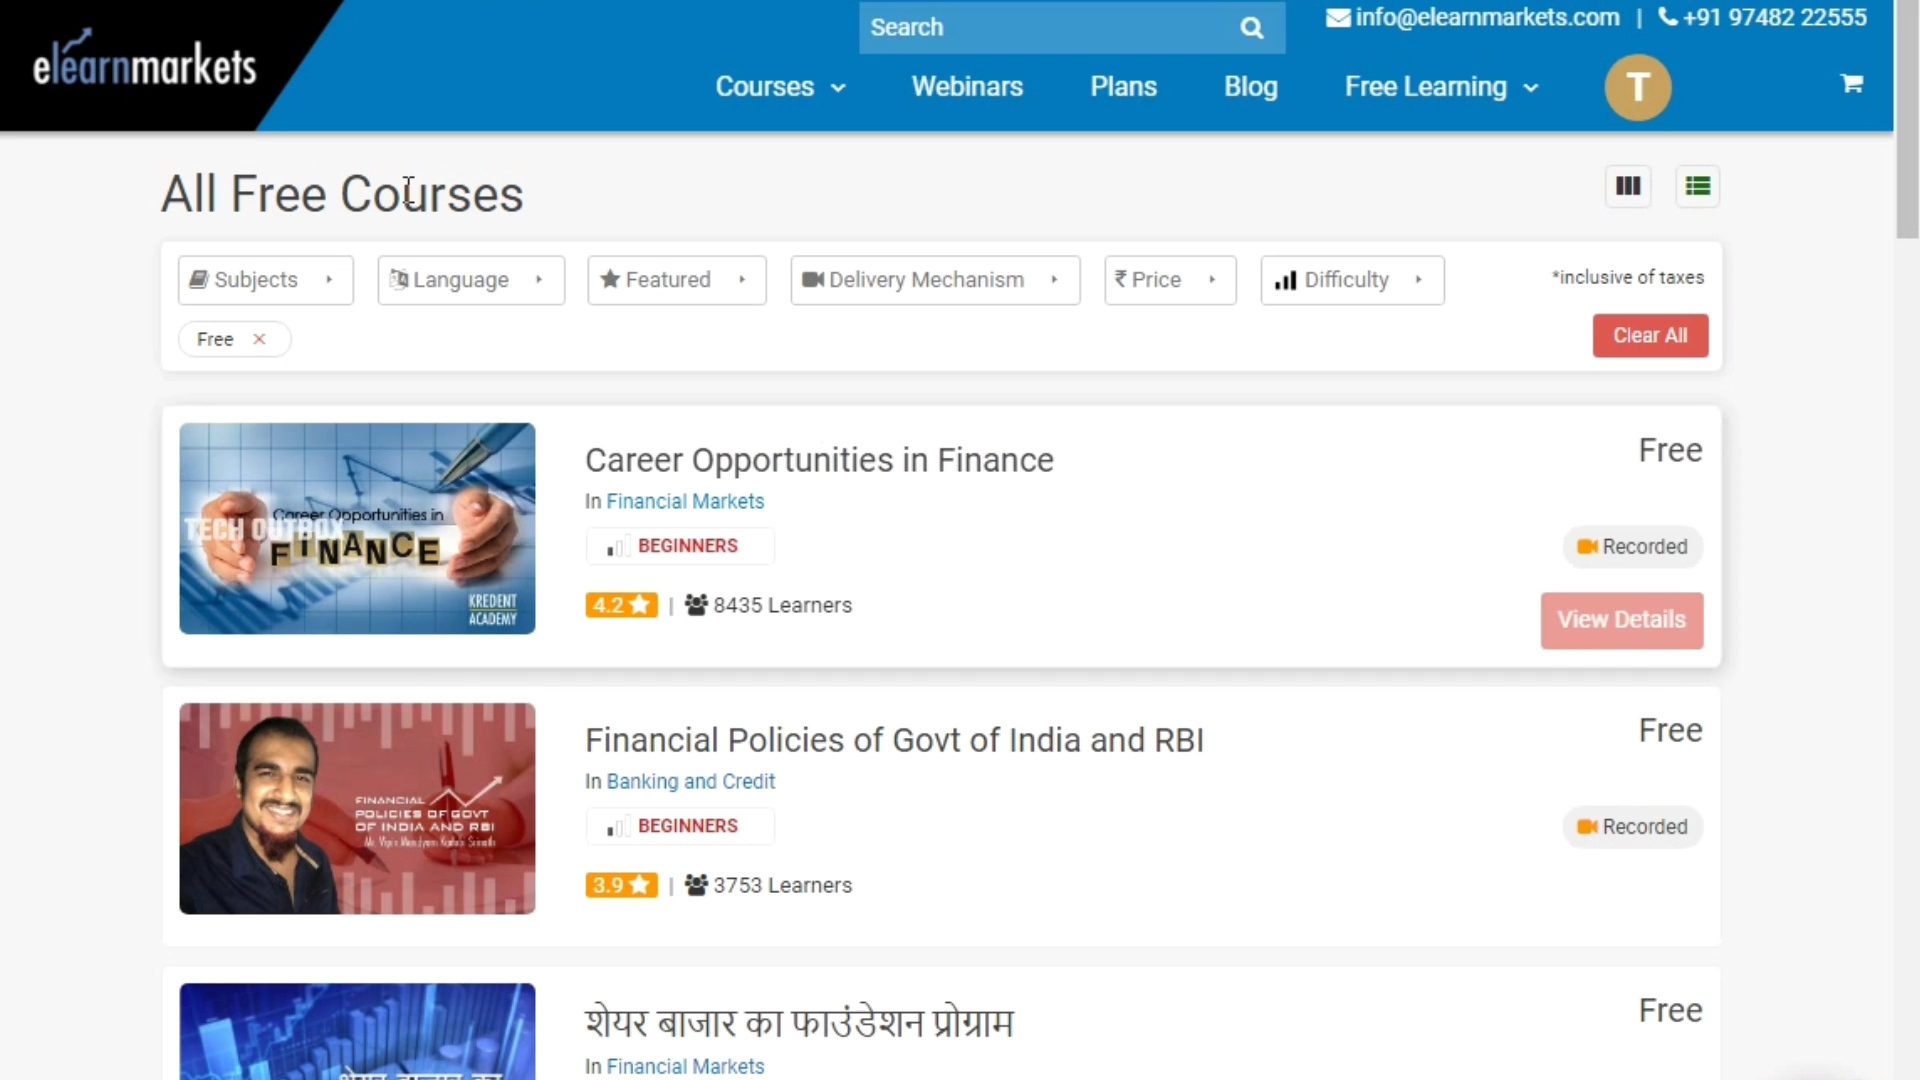 elearnmarkets
Search
info@elearnmarkets.com | +91 97482 22555
Courses
Webinars
Plans
Blog
Free Learning
T
All Free Courses
Subjects
Language
Featured
Delivery Mechanism
₹ Price
Difficulty
*inclusive of taxes
Free ×
Clear All
Career Opportunities in
FINANCE
TECH OUTBOX
KREDENT
ACADEMY
Career Opportunities in Finance
In Financial Markets
BEGINNERS
4.2 | 8435 Learners
Free
Recorded
View Details
FINANCIAL
POLICIES OF GOVT
OF INDIA AND RBI
Financial Policies of Govt of India and RBI
In Banking and Credit
BEGINNERS
3.9 | 3753 Learners
Free
Recorded
शेयर बाजार का फाउंडेशन प्रोग्राम
In Financial Markets
Free